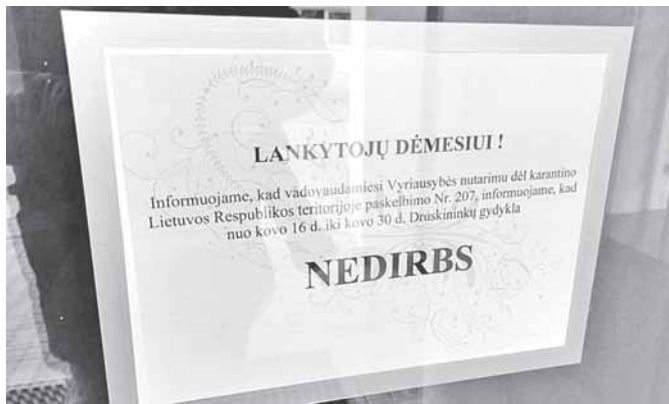 LANKYTOJŲ DĖMESIUI !
Informuojame, kad vadovaudamiesi Vyriausybės nutarimu dėl karantino
Lietuvos Respublikos teritorijoje paskelbimo Nr. 207, informuojame, kad
nuo kovo 16 d. iki kovo 30 d. Druskininkų gydykla
NEDIRBS